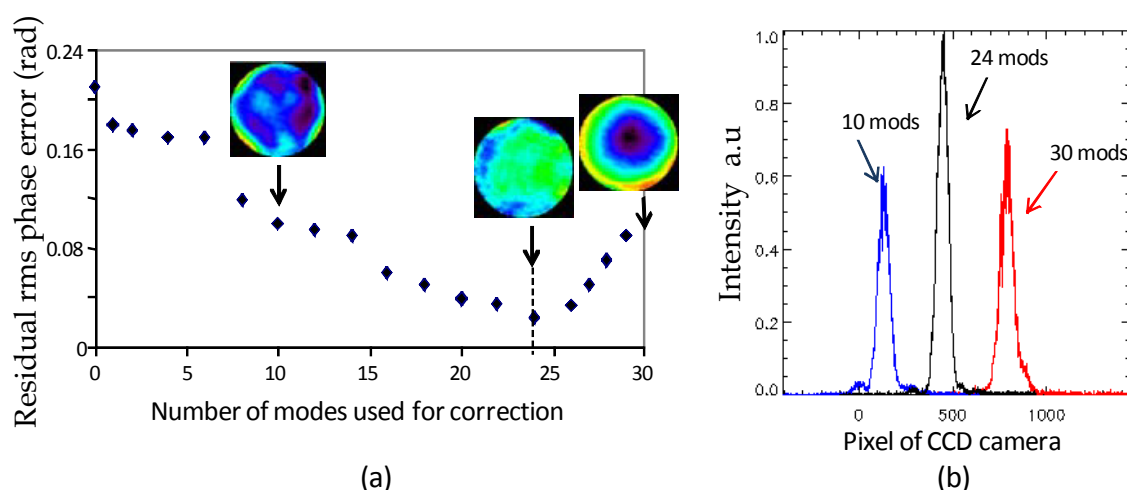 Residual rms phase error (rad)
0.24
0.16
0.08
0
0 5 10 15 20 25 30
Number of modes used for correction
(a)
Intensity a.u
1.0
0.8
0.6
0.4
0.2
0.0
24 mods
10 mods
30 mods
0 500 1000
Pixel of CCD camera
(b)